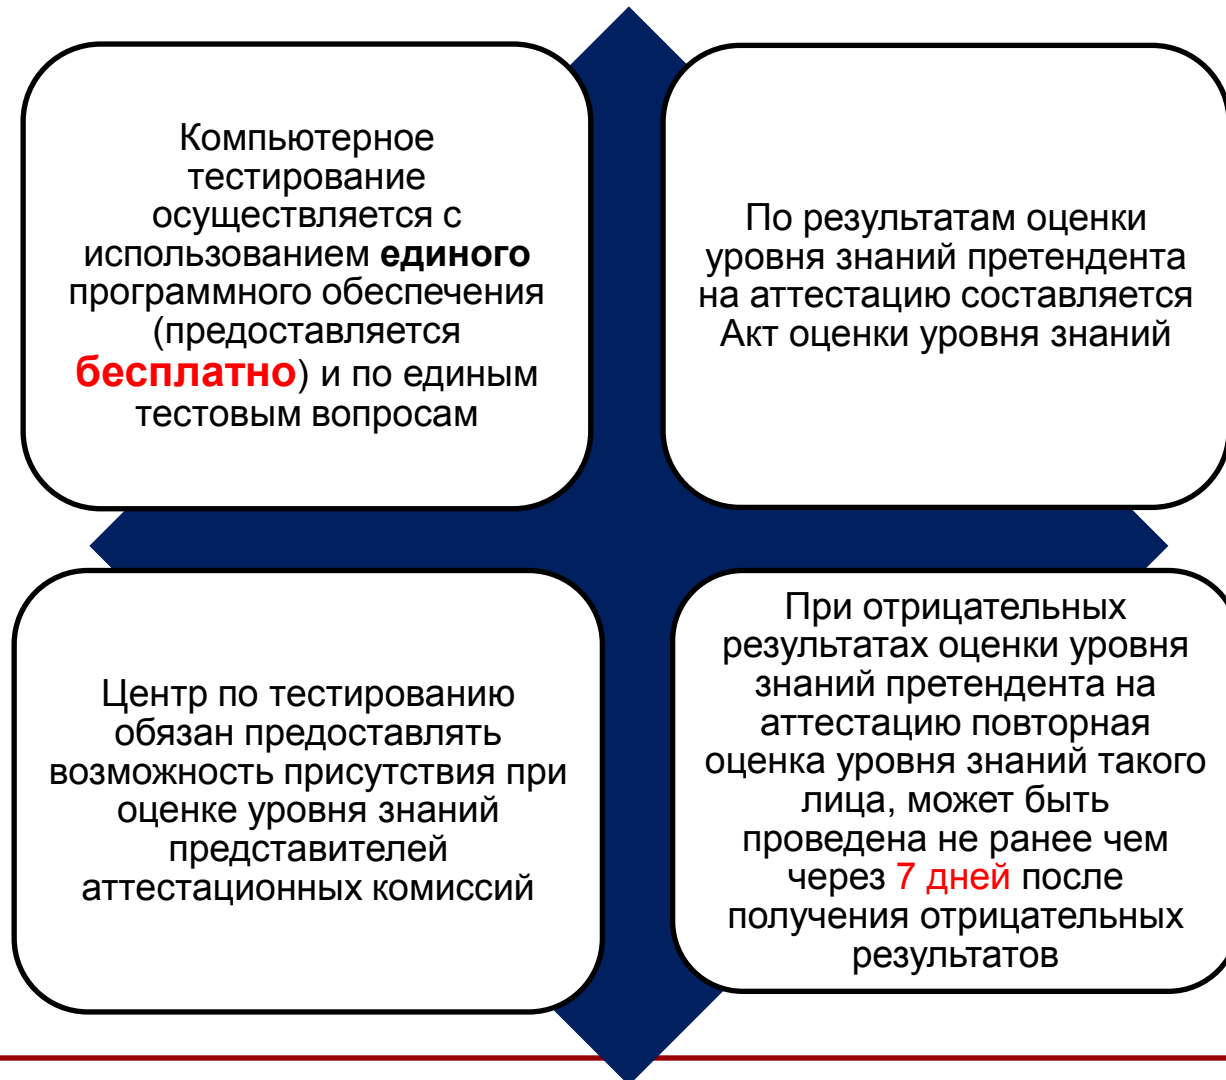 Компьютерное
тестирование
осуществляется с
использованием единого
программного обеспечения
(предоставляется
бесплатно) и по единым
тестовым вопросам
По результатам оценки
уровня знаний претендента
на аттестацию составляется
Акт оценки уровня знаний
Центр по тестированию
обязан предоставлять
возможность присутствия при
оценке уровня знаний
представителей
аттестационных комиссий
При отрицательных
результатах оценки уровня
знаний претендента на
аттестацию повторная
оценка уровня знаний такого
лица, может быть
проведена не ранее чем
через 7 дней после
получения отрицательных
результатов